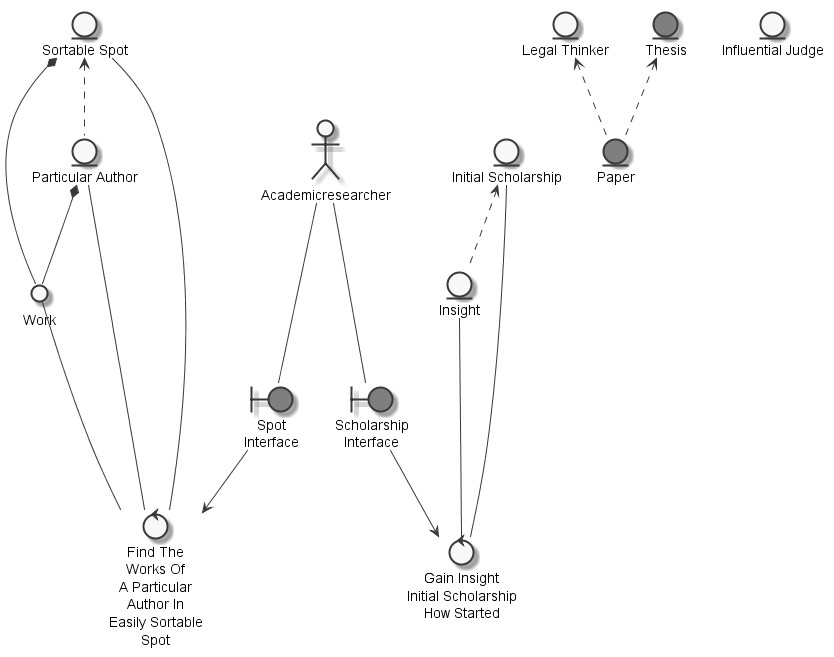 Sortable Spot
Legal Thinker
Thesis
Influential Judge
Particular Author
Academicresearcher
Initial Scholarship
Paper
Work
Insight
Spot
Interface
Scholarship
Interface
Find The
Works Of
A Particular
Author In
Easily Sortable
Spot
Gain Insight
Initial Scholarship
How Started